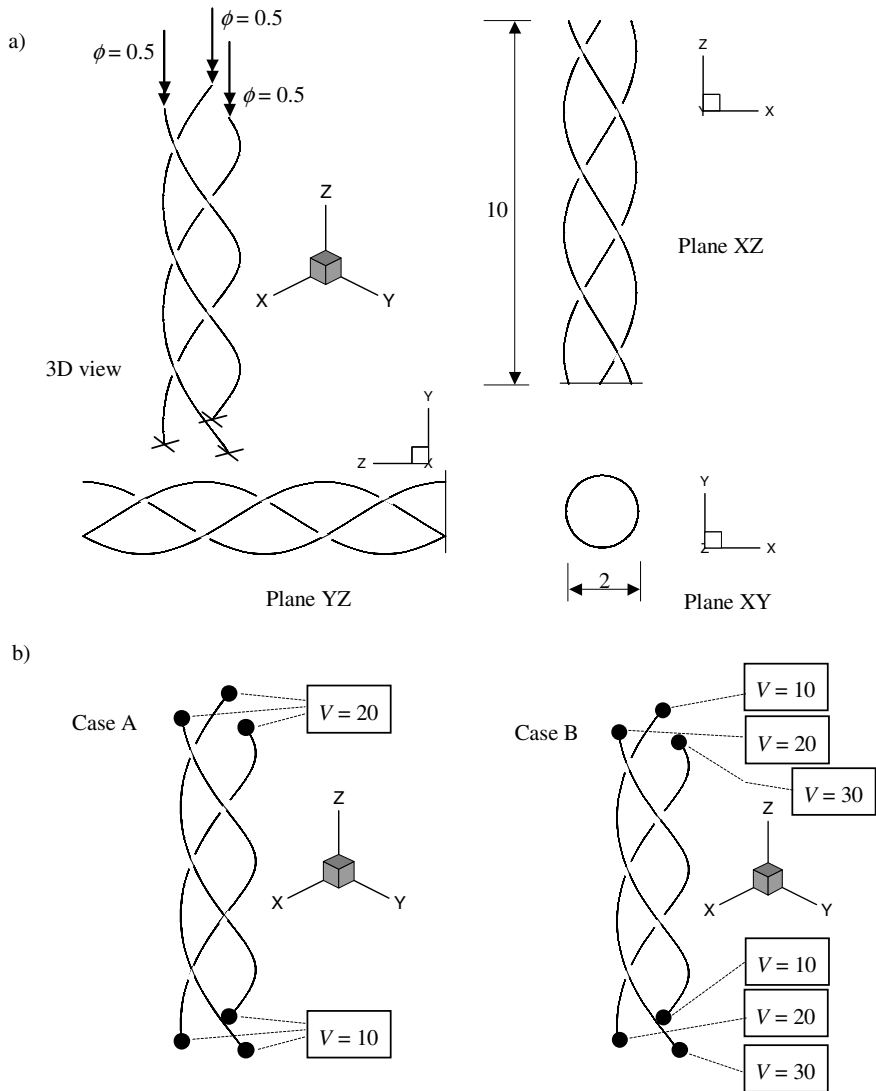 a)
ϕ = 0.5
ϕ = 0.5
ϕ = 0.5
Z
X
Y
3D view
10
Z
Y
X
Plane XZ
Y
Z
X
Plane YZ
2
Y
Z
X
Plane XY
b)
Case A
V = 20
Z
X
Y
V = 10
Case B
V = 10
V = 20
V = 30
Z
X
Y
V = 10
V = 20
V = 30